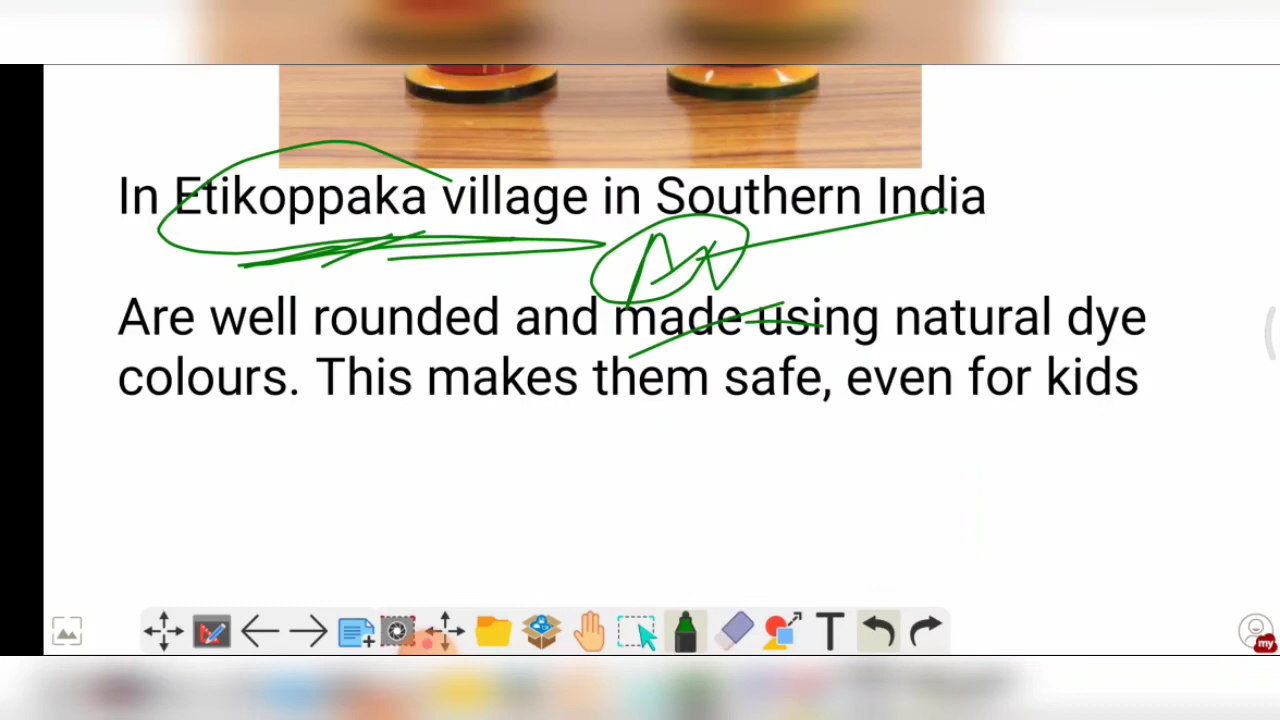 In Etikoppaka village in Southern India
Are well rounded and made using natural dye
colours. This makes them safe, even for kids
T
my